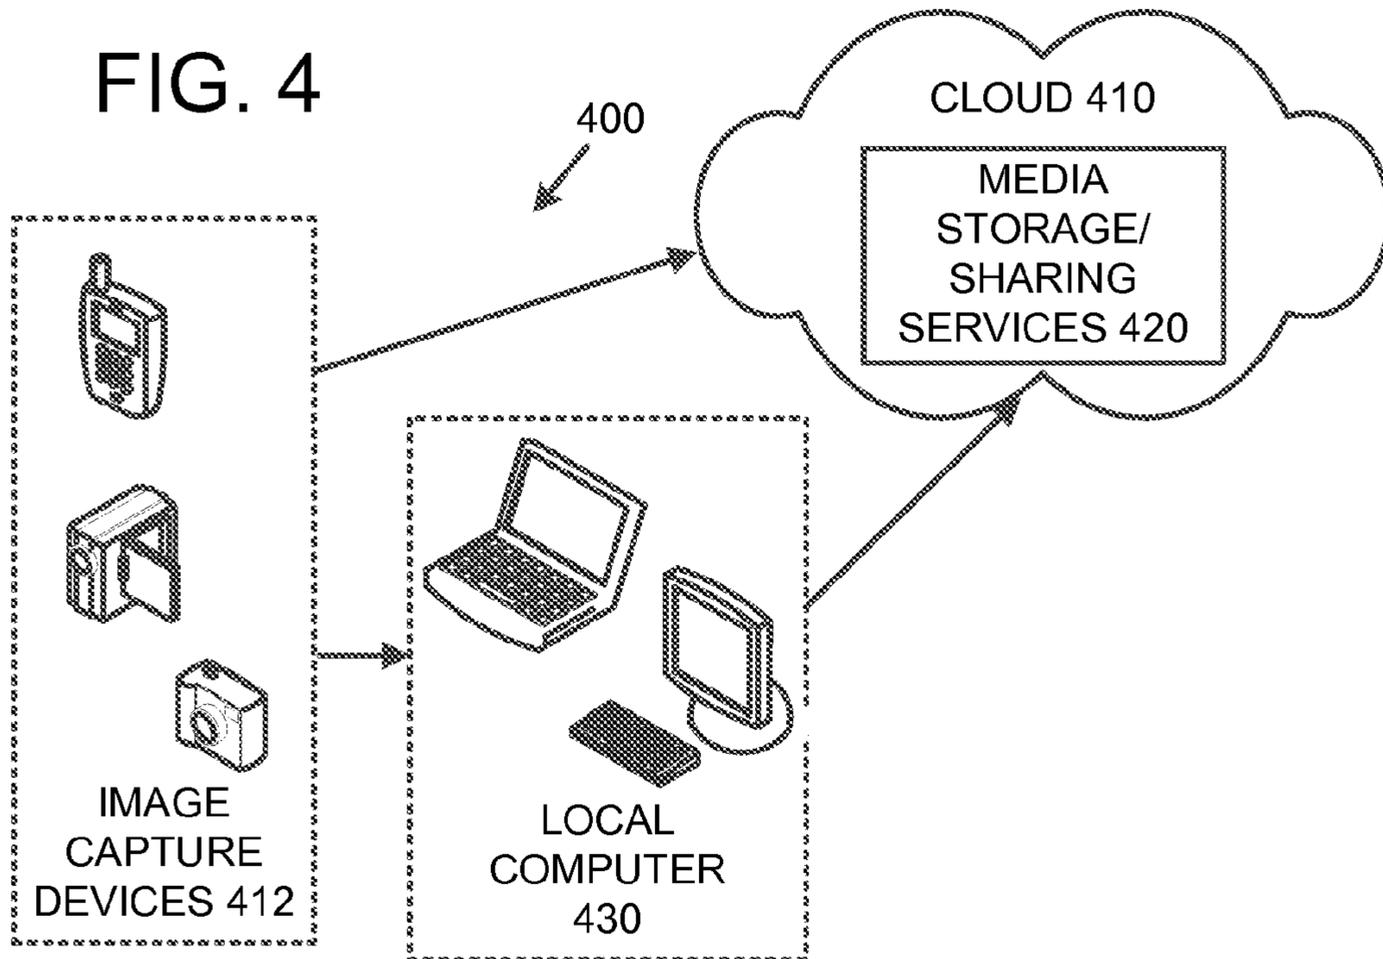 FIG. 4
400
CLOUD 410
MEDIA
STORAGE/
SHARING
SERVICES 420
IMAGE
CAPTURE
DEVICES 412
LOCAL
COMPUTER
430